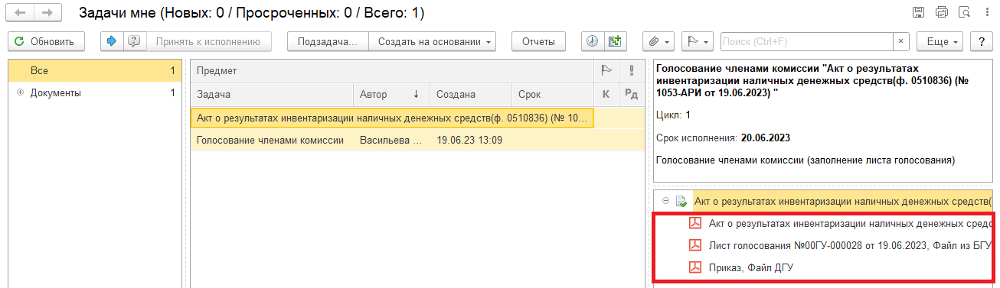 Задачи мне (Новых: 0 / Просроченных: 0 / Всего: 1)
Обновить Принять к исполнению Подзадача... Создать на основании Отчеты Поиск (Ctrl+F) × Еще ?
Все 1
Документы 1
Предмет
Задача Автор ↓ Создана Срок К Рд
Акт о результатах инвентаризации наличных денежных средств(ф. 0510836) (№ 10...
Голосование членами комиссии Васильева ... 19.06.23 13:09
Голосование членами комиссии "Акт о результатах
инвентаризации наличных денежных средств(ф. 0510836) (№
1053-АРИ от 19.06.2023) "
Цикл: 1
Срок исполнения: 20.06.2023
Голосование членами комиссии (заполнение листа голосования)
Акт о результатах инвентаризации наличных денежных средств(
Акт о результатах инвентаризации наличных денежных средс
Лист голосования №00ГУ-000028 от 19.06.2023, Файл из БГУ
Приказ, Файл ДГУ